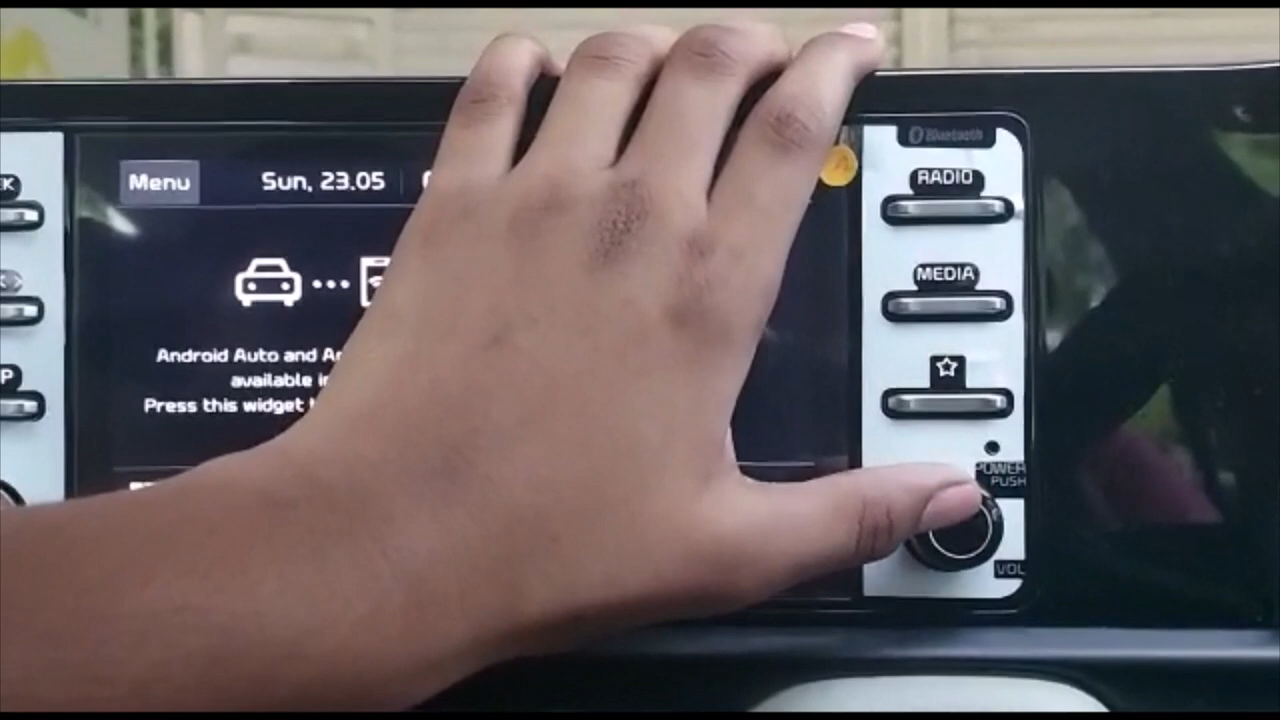 Bluetooth
RADIO
Menu
Sun, 23.05
MEDIA
Android Auto and
available
Press this widget
POWER
PUSH
VOL